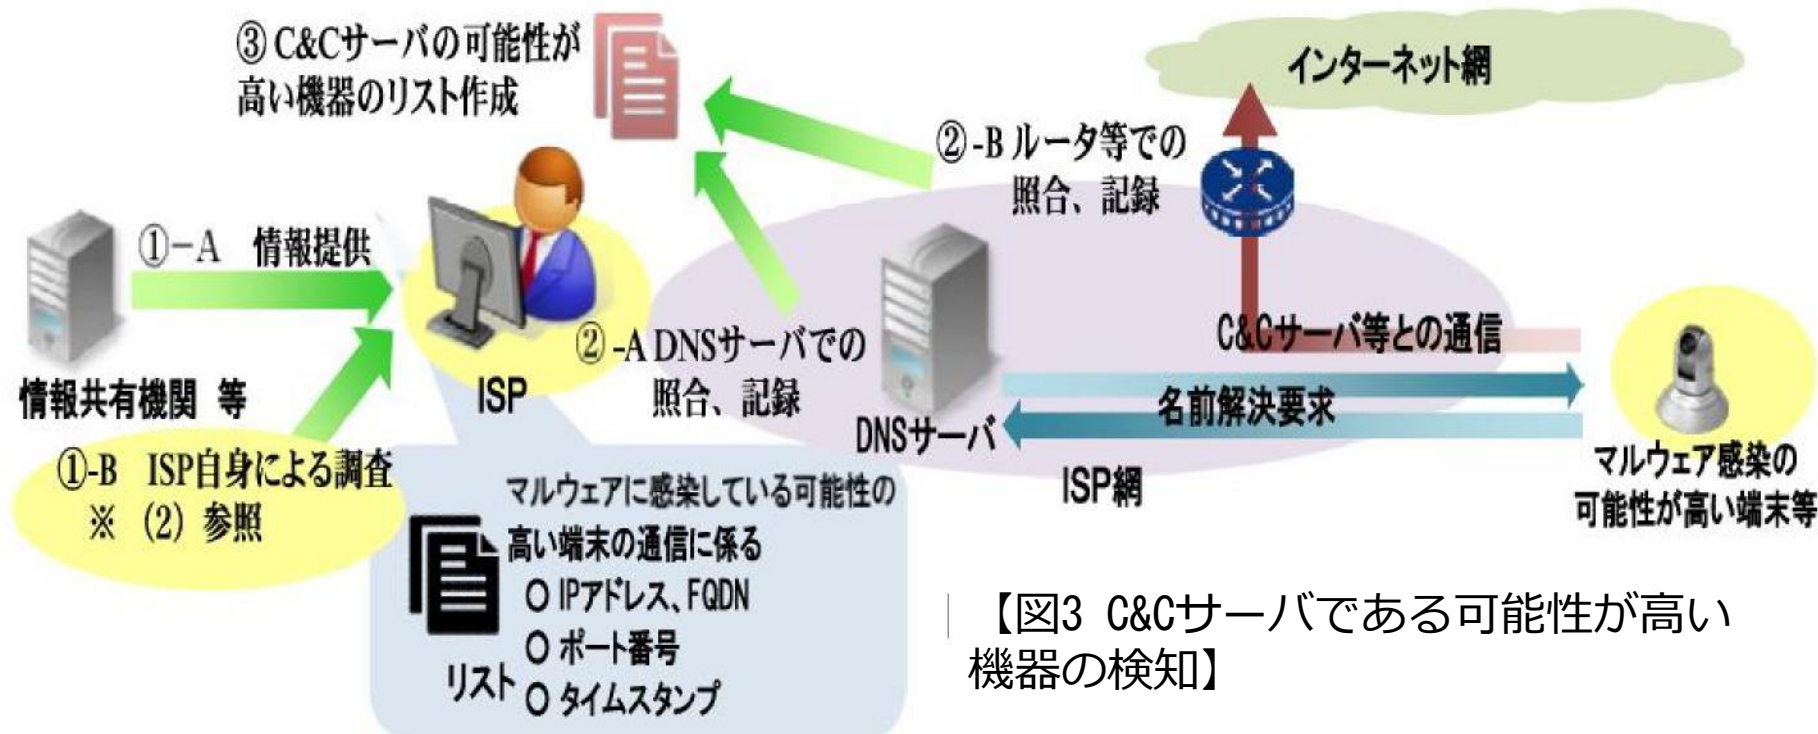 ③ C&Cサーバの可能性が
高い機器のリスト作成
インターネット網
②-B ルータ等での
照合、記録
①－A 情報提供
情報共有機関 等
ISP
②-A DNSサーバでの
照合、記録
DNSサーバ
C&Cサーバ等との通信
名前解決要求
ISP網
マルウェア感染の
可能性が高い端末等
①-B ISP自身による調査
※ (2) 参照
マルウェアに感染している可能性の
高い端末の通信に係る
○ IPアドレス、FQDN
○ ポート番号
○ タイムスタンプ
リスト
【図3 C&Cサーバである可能性が高い
機器の検知】